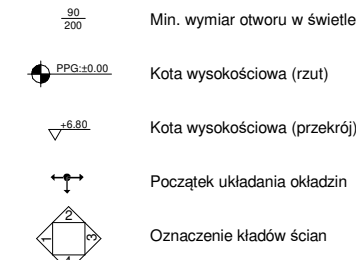 90
200
Min. wymiar otworu w świetle
PPG:±0.00
Kota wysokościowa (rzut)
+6.80
Kota wysokościowa (przekrój)
Początek układania okładzin
2
1
3
4
Oznaczenie kładów ścian